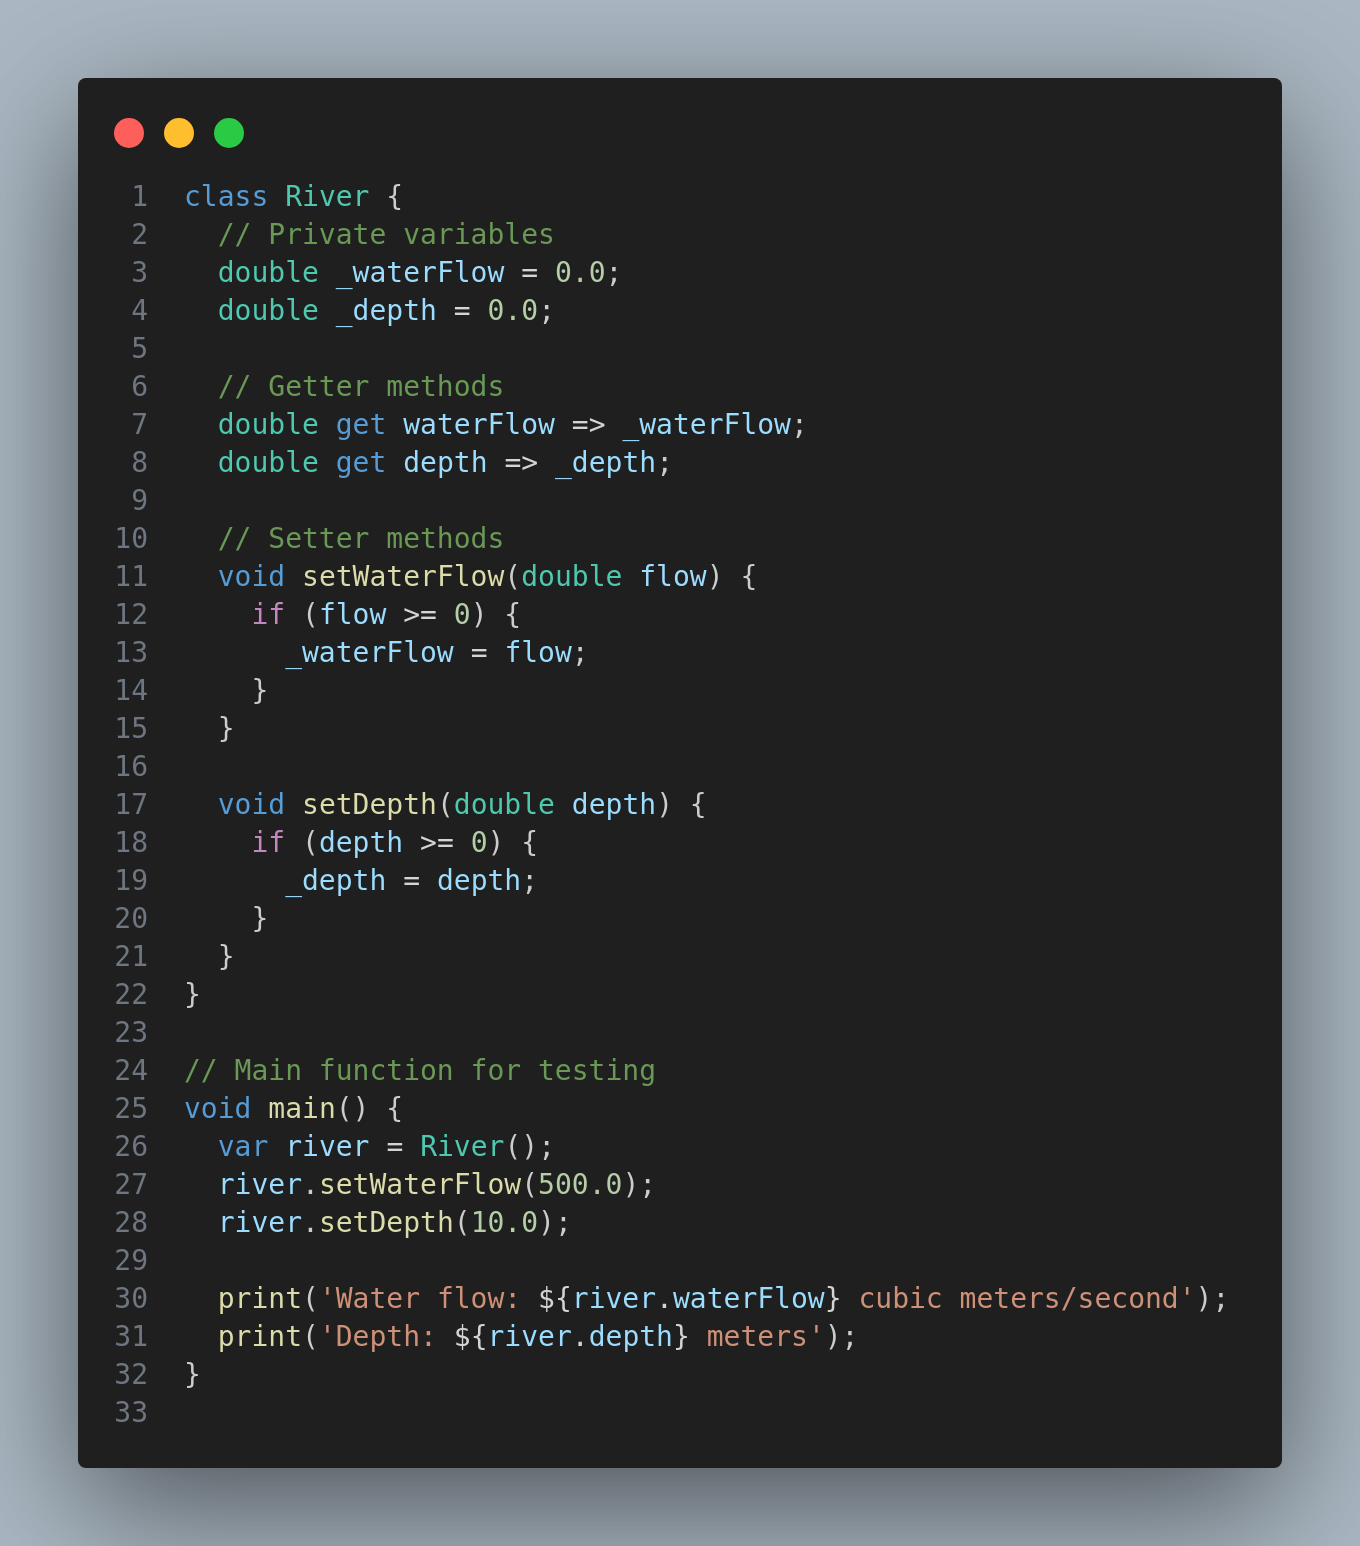 1 class River {
2   // Private variables
3   double _waterFlow = 0.0;
4   double _depth = 0.0;
5
6   // Getter methods
7   double get waterFlow => _waterFlow;
8   double get depth => _depth;
9
10   // Setter methods
11   void setWaterFlow(double flow) {
12     if (flow >= 0) {
13       _waterFlow = flow;
14     }
15   }
16
17   void setDepth(double depth) {
18     if (depth >= 0) {
19       _depth = depth;
20     }
21   }
22 }
23
24 // Main function for testing
25 void main() {
26   var river = River();
27   river.setWaterFlow(500.0);
28   river.setDepth(10.0);
29
30   print('Water flow: ${river.waterFlow} cubic meters/second');
31   print('Depth: ${river.depth} meters');
32 }
33